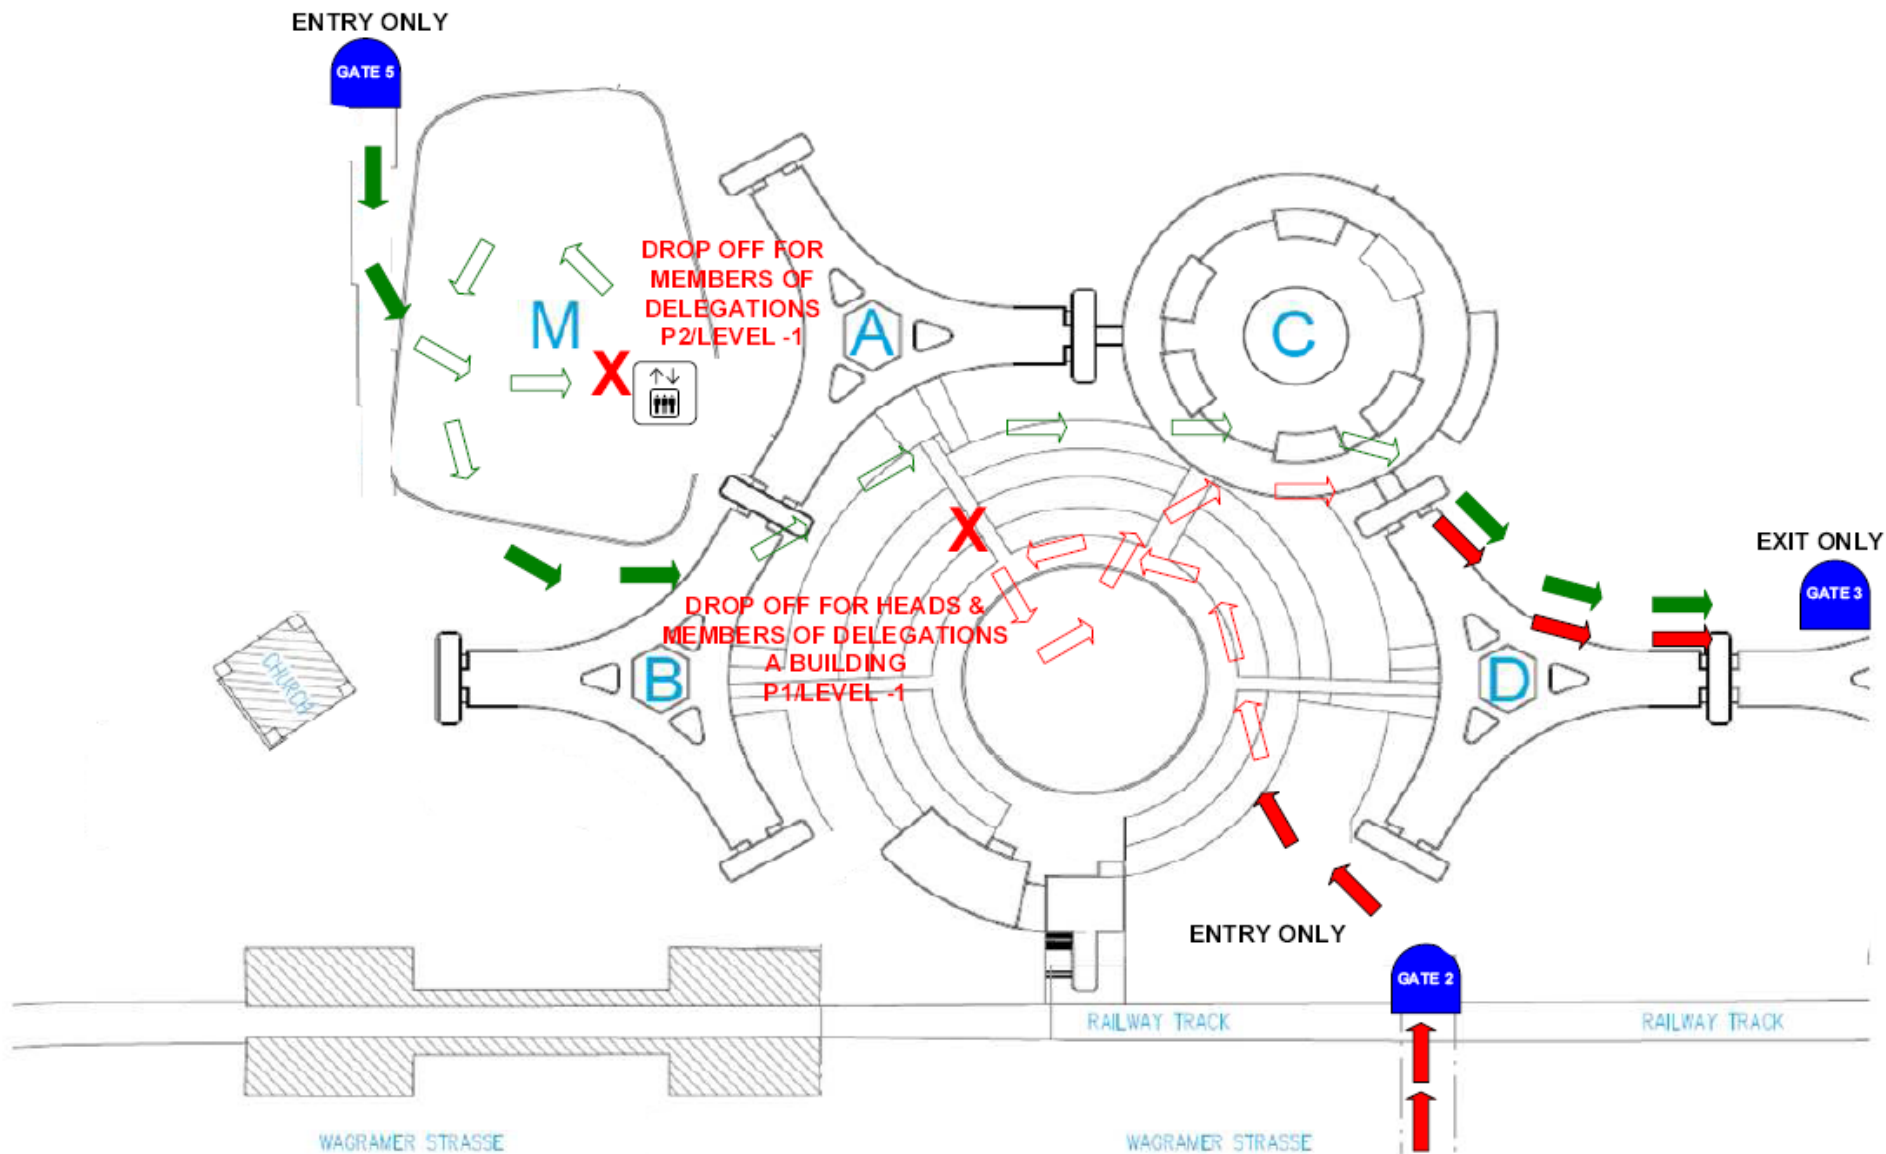 ENTRY ONLY
GATE 5
DROP OFF FOR
MEMBERS OF
DELEGATIONS
P2/LEVEL -1
M
A
C
X
X
EXIT ONLY
GATE 3
DROP OFF FOR HEADS &
MEMBERS OF DELEGATIONS
A BUILDING
P1/LEVEL -1
CHURCH
B
D
ENTRY ONLY
GATE 2
RAILWAY TRACK
RAILWAY TRACK
WAGRAMER STRASSE
WAGRAMER STRASSE